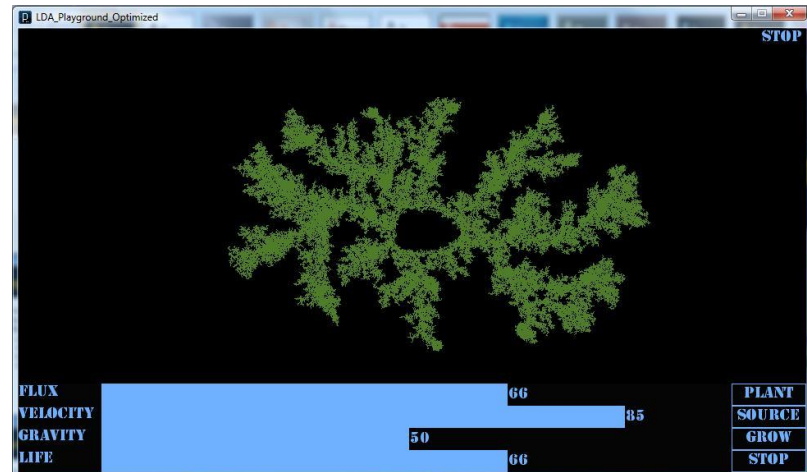 LDA_Playground_Optimized
STOP
FLUX 66 PLANT
VELOCITY 85 SOURCE
GRAVITY 50 GROW
LIFE 66 STOP